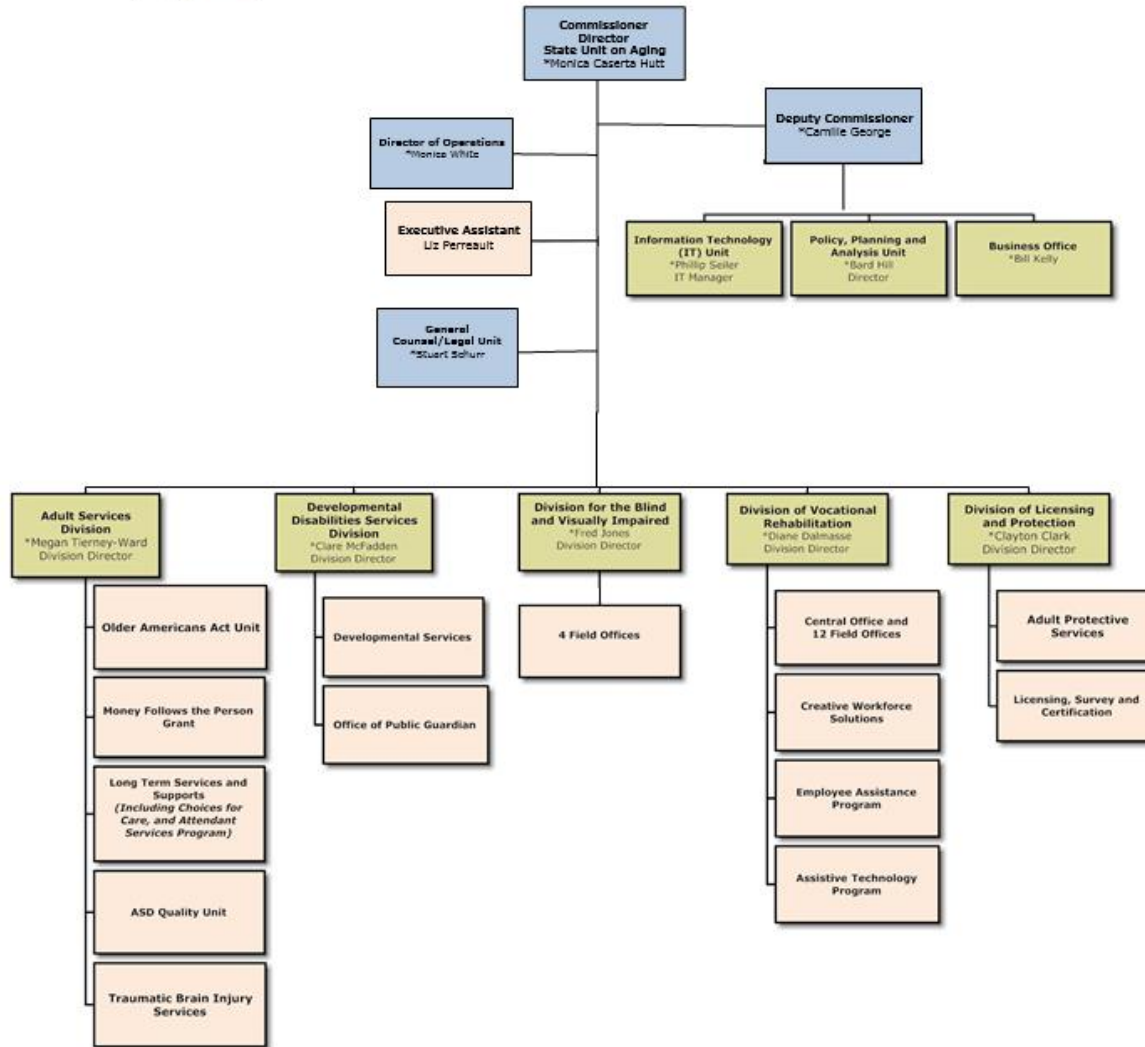 Commissioner
Director
State Unit on Aging
*Monica Caserta Hutt
Deputy Commissioner
*Camille George
Director of Operations
*Monica White
Executive Assistant
Liz Perreault
Information Technology
(IT) Unit
*Phillip Seiler
IT Manager
Policy, Planning and
Analysis Unit
*Bard Hill
Director
Business Office
*Bill Kelly
General
Counsel/Legal Unit
*Stuart Schurr
Adult Services
Division
*Megan Tierney-Ward
Division Director
Developmental
Disabilities Services
Division
*Clare McFadden
Division Director
Division for the Blind
and Visually Impaired
*Fred Jones
Division Director
Division of Vocational
Rehabilitation
*Diane Dalmasse
Division Director
Division of Licensing
and Protection
*Clayton Clark
Division Director
Older Americans Act Unit
Money Follows the Person
Grant
Long Term Services and
Supports
(Including Choices for
Care, and Attendant
Services Program)
ASD Quality Unit
Traumatic Brain Injury
Services
Developmental Services
Office of Public Guardian
4 Field Offices
Central Office and
12 Field Offices
Creative Workforce
Solutions
Employee Assistance
Program
Assistive Technology
Program
Adult Protective
Services
Licensing, Survey and
Certification